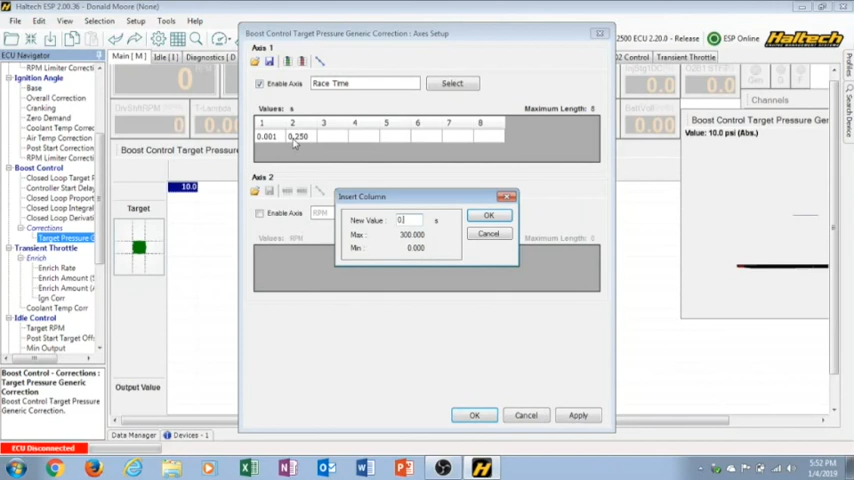 Haltech ESP 2.00.36 - Donald Moore
File Edit View Setup Tools Help
2500 ECU 2.20.0 - Release ESP Online Haltech
ECU Navigator
RPM Limiter Correcti
Ignition Angle
Base
Overall Correction
Cranking
Zero Demand
Coolant Temp Correc
Air Temp Correction
Post Start Correction
RPM Limiter Correcti
Boost Control
Closed Loop Target
Controller Start Delay
Closed Loop Proport
Closed Loop Integral
Closed Loop Derivati
Corrections
Target Pressure G
Transient Throttle
Enrich
Enrich Rate
Enrich Amount (
Enrich Amount (
Ign Corr
Coolant Temp Corr
Idle Control
Target RPM
Post Start Target Off
Min Output
Boost Control - Corrections :
Target Pressure Generic
Correction
Boost Control Target Pressure
Generic Correction.
ECU Disconnected
Main [ M ] Idle [ 1 ] Diagnostics [ D
O2 Control Transient Throttle
0
DrvShftRPM T-Lambda
Boost Control Target Pressure
10.0
Target
Output Value
Data Manager Devices - 1
Boost Control Target Pressure Generic Correction : Axes Setup
Axis 1
Enable Axis Race Time Select
Values: s Maximum Length: 8
1 2 3 4 5 6 7 8
0.001 0.250
Axis 2
Enable Axis RPM
Values: RPM
Insert Column
New Value : 0. s
Max : 300.000
Min : 0.000
OK
Cancel
OK Cancel Apply
Gen
BattVolt
Channels
Boost Control Target Pressure Gener
Value: 10.0 psi (Abs.)
Profiles
Search Device
5:52 PM
1/4/2019